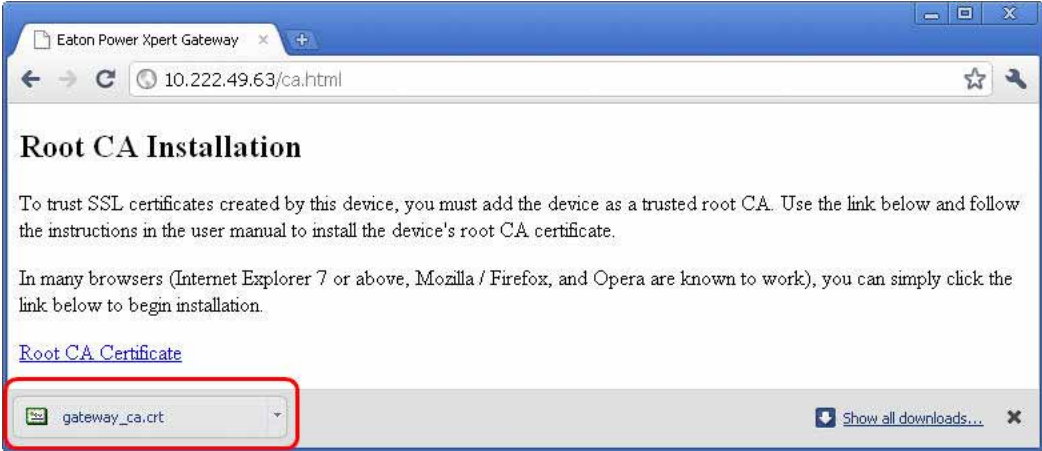 Eaton Power Xpert Gateway
10.222.49.63/ca.html
Root CA Installation
To trust SSL certificates created by this device, you must add the device as a trusted root CA. Use the link below and follow
the instructions in the user manual to install the device's root CA certificate.
In many browsers (Internet Explorer 7 or above, Mozilla / Firefox, and Opera are known to work), you can simply click the
link below to begin installation.
Root CA Certificate
gateway_ca.crt
Show all downloads...